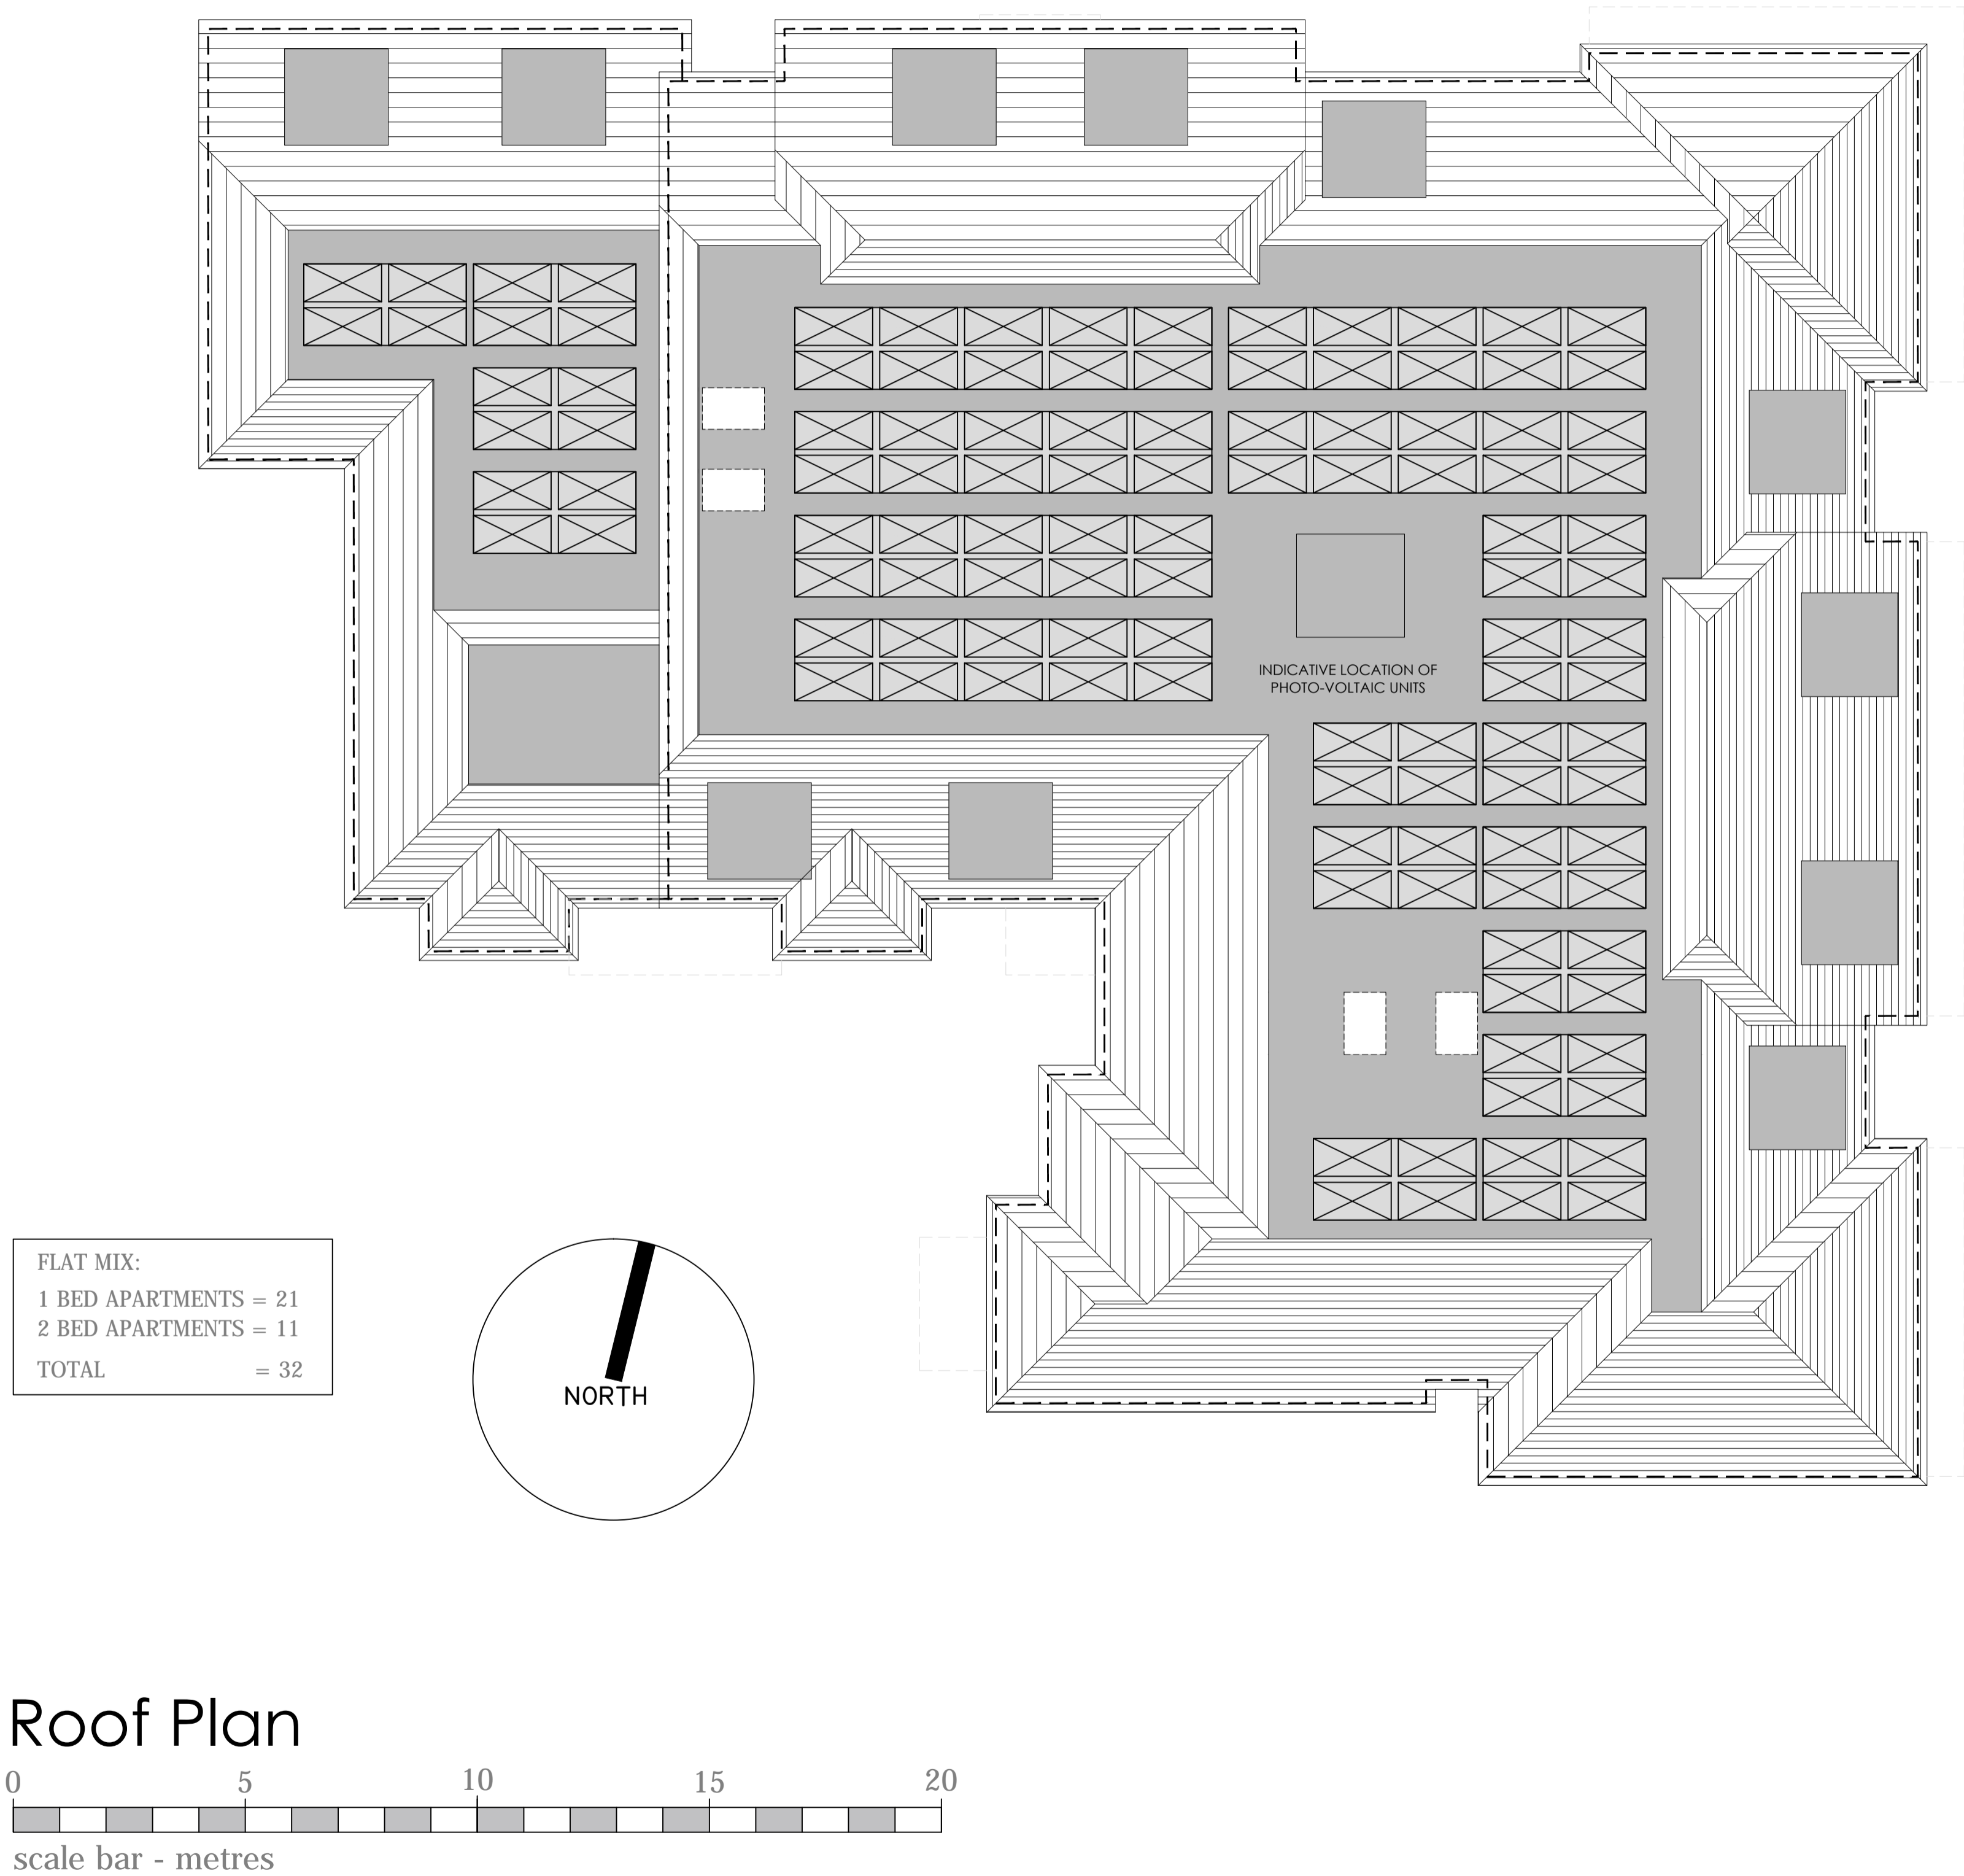 INDICATIVE LOCATION OF
PHOTO-VOLTAIC UNITS
FLAT MIX:
1 BED APARTMENTS = 21
2 BED APARTMENTS = 11
TOTAL = 32
NORTH
Roof Plan
0 5 10 15 20
scale bar - metres